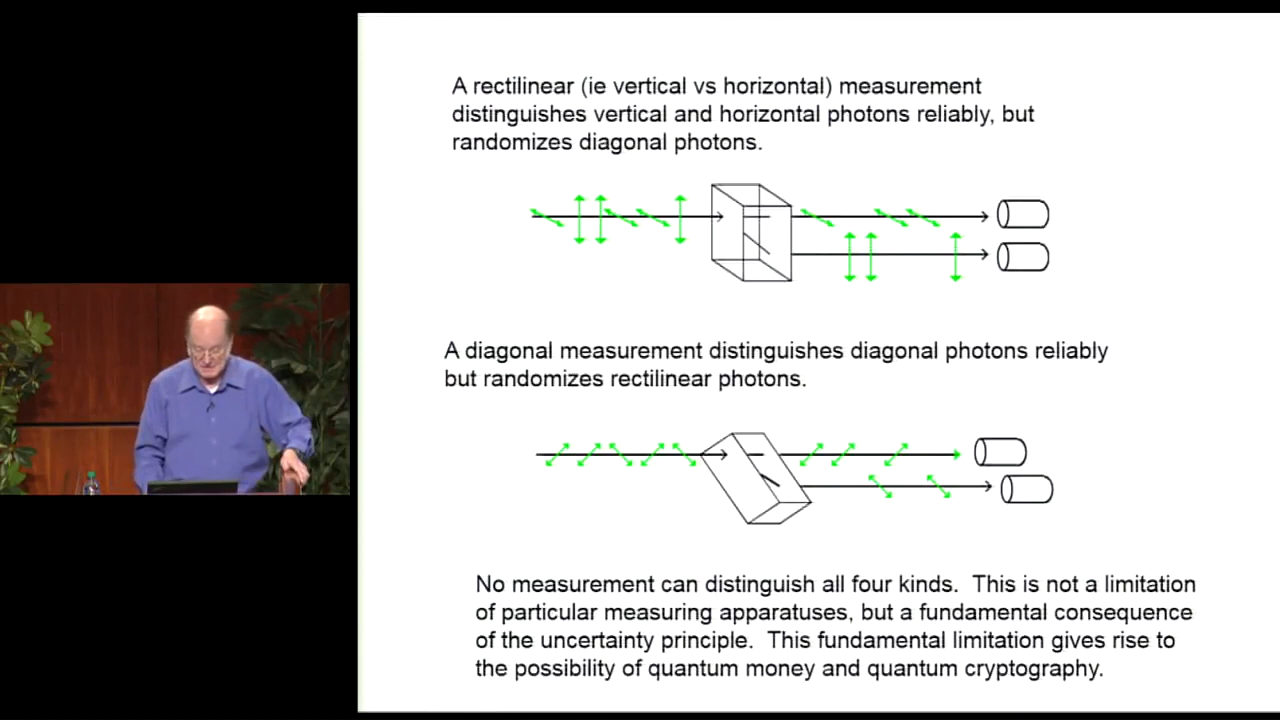 A rectilinear (ie vertical vs horizontal) measurement
distinguishes vertical and horizontal photons reliably, but
randomizes diagonal photons.
A diagonal measurement distinguishes diagonal photons reliably
but randomizes rectilinear photons.
No measurement can distinguish all four kinds.  This is not a limitation
of particular measuring apparatuses, but a fundamental consequence
of the uncertainty principle.  This fundamental limitation gives rise to
the possibility of quantum money and quantum cryptography.